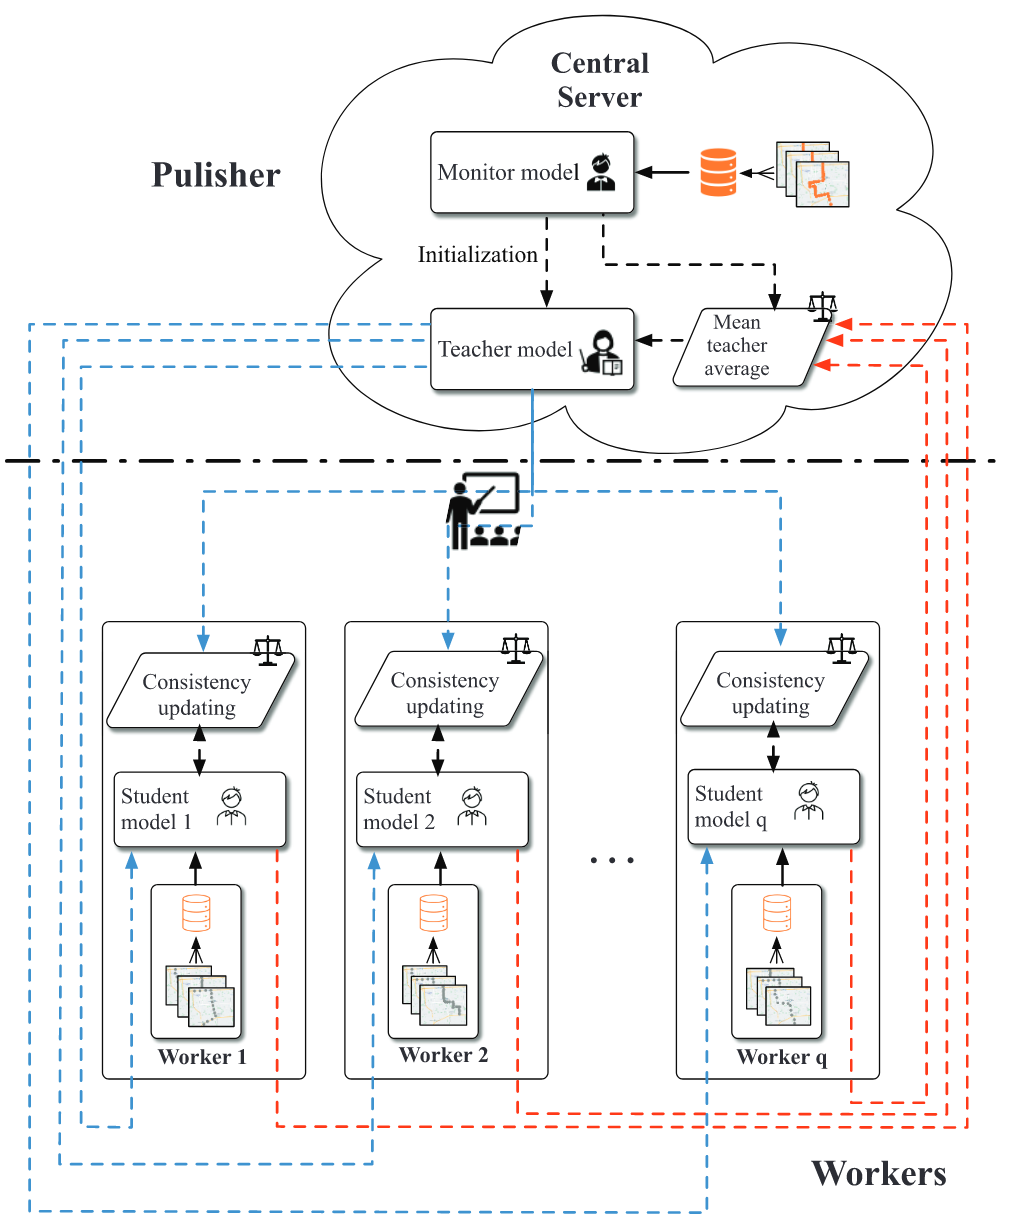 Central
Server
Pulisher
Monitor model
Initialization
Teacher model
Mean
teacher
average
Consistency
updating
Consistency
updating
Consistency
updating
Student
model 1
Student
model 2
Student
model q
...
Worker 1
Worker 2
Worker q
Workers